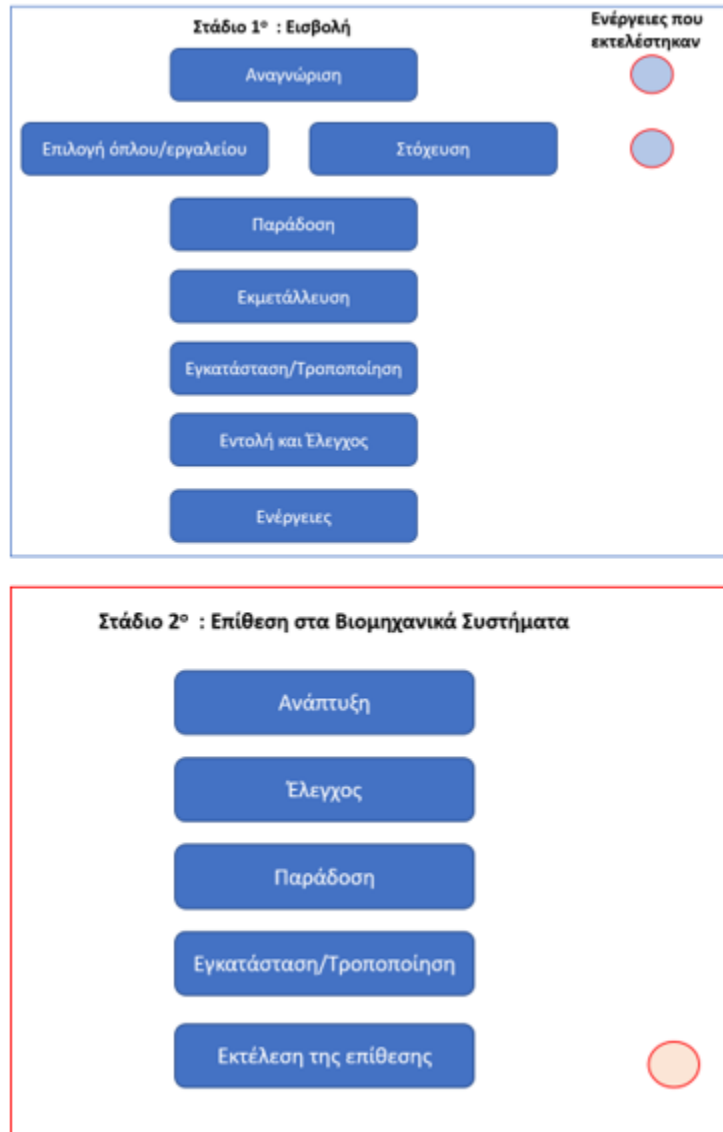 Στάδιο 1ο : Εισβολή
Ενέργειες που
εκτελέστηκαν
Αναγνώριση
Επιλογή όπλου/εργαλείου
Στόχευση
Παράδοση
Εκμετάλλευση
Εγκατάσταση/Τροποποίηση
Εντολή και Έλεγχος
Ενέργειες
Στάδιο 2ο : Επίθεση στα Βιομηχανικά Συστήματα
Ανάπτυξη
Έλεγχος
Παράδοση
Εγκατάσταση/Τροποποίηση
Εκτέλεση της επίθεσης